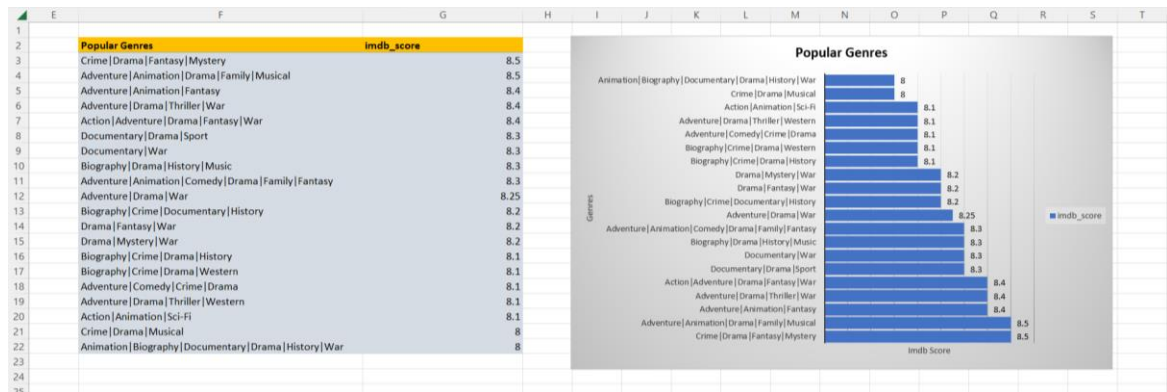 E F G H I J K L M N O P Q R S T
1
2 Popular Genres imdb_score
3 Crime|Drama|Fantasy|Mystery 8.5
4 Adventure|Animation|Drama|Family|Musical 8.5
5 Adventure|Animation|Fantasy 8.4
6 Adventure|Drama|Thriller|War 8.4
7 Action|Adventure|Drama|Fantasy|War 8.4
8 Documentary|Drama|Sport 8.3
9 Documentary|War 8.3
10 Biography|Drama|History|Music 8.3
11 Adventure|Animation|Comedy|Drama|Family|Fantasy 8.3
12 Adventure|Drama|War 8.25
13 Biography|Crime|Documentary|History 8.2
14 Drama|Fantasy|War 8.2
15 Drama|Mystery|War 8.2
16 Biography|Crime|Drama|History 8.1
17 Biography|Crime|Drama|Western 8.1
18 Adventure|Comedy|Crime|Drama 8.1
19 Adventure|Drama|Thriller|Western 8.1
20 Action|Animation|Sci-Fi 8.1
21 Crime|Drama|Musical 8
22 Animation|Biography|Documentary|Drama|History|War 8
23
24
25
Popular Genres
Animation|Biography|Documentary|Drama|History|War 8
Crime|Drama|Musical 8
Action|Animation|Sci-Fi 8.1
Adventure|Drama|Thriller|Western 8.1
Adventure|Comedy|Crime|Drama 8.1
Biography|Crime|Drama|Western 8.1
Biography|Crime|Drama|History 8.1
Drama|Mystery|War 8.2
Drama|Fantasy|War 8.2
Biography|Crime|Documentary|History 8.2
Adventure|Drama|War 8.25
Adventure|Animation|Comedy|Drama|Family|Fantasy 8.3
Biography|Drama|History|Music 8.3
Documentary|War 8.3
Documentary|Drama|Sport 8.3
Action|Adventure|Drama|Fantasy|War 8.4
Adventure|Drama|Thriller|War 8.4
Adventure|Animation|Fantasy 8.4
Adventure|Animation|Drama|Family|Musical 8.5
Crime|Drama|Fantasy|Mystery 8.5
Genres
imdb_score
Imdb Score